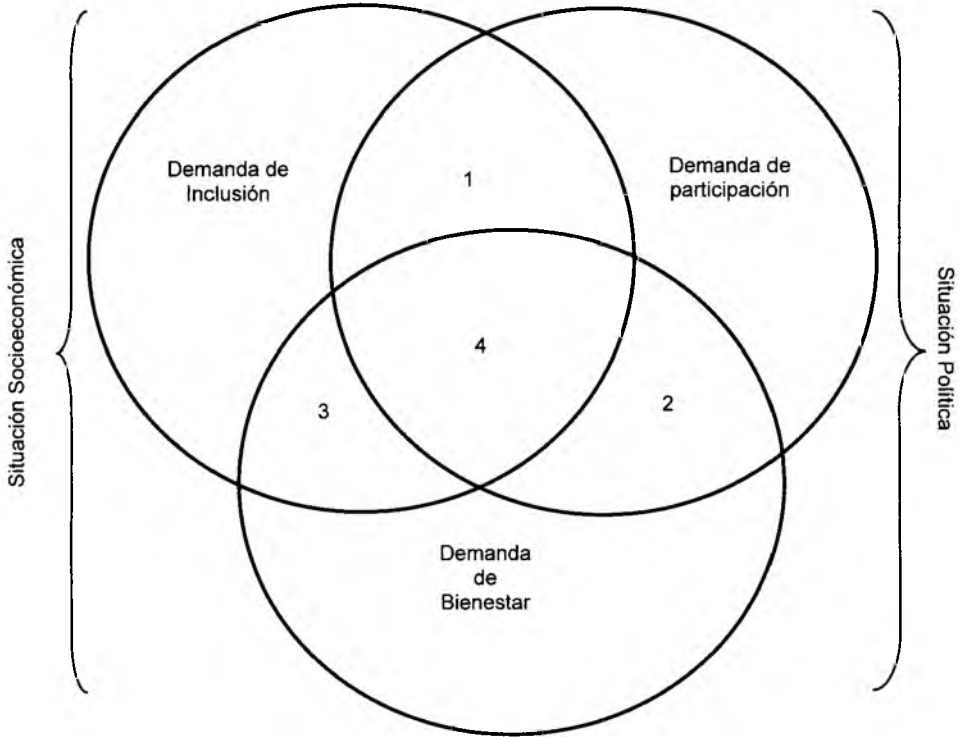 Situación Socioeconómica
Demanda de
Inclusión
1
Demanda de
participación
4
3
2
Demanda
de
Bienestar
Situación Política